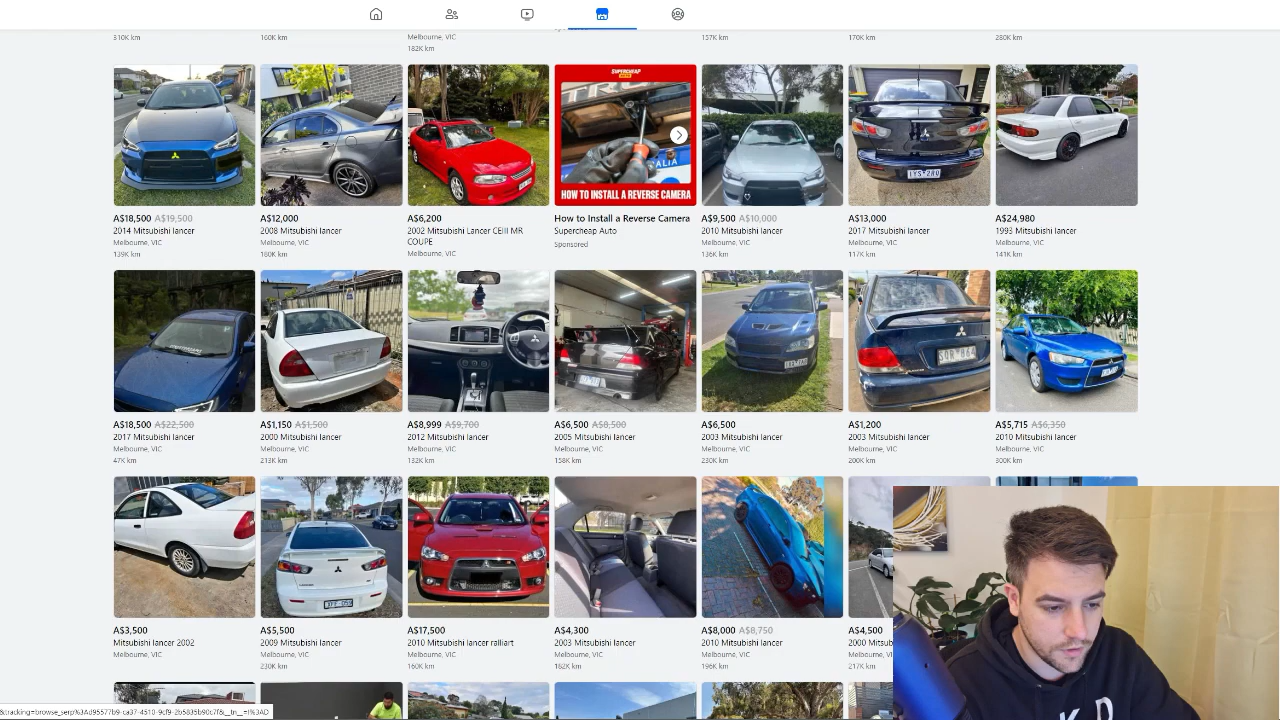 310K km
160K km
Melbourne, VIC
182K km
157K km
170K km
280K km
SUPERCHEAP
HOW TO INSTALL A REVERSE CAMERA
A$18,500 A$19,500
2014 Mitsubishi lancer
Melbourne, VIC
139K km
A$12,000
2008 Mitsubishi lancer
Melbourne, VIC
180K km
A$6,200
2002 Mitsubishi Lancer CEIII MR
COUPE
Melbourne, VIC
How to Install a Reverse Camera
Supercheap Auto
Sponsored
A$9,500 A$10,000
2010 Mitsubishi lancer
Melbourne, VIC
136K km
A$13,000
2017 Mitsubishi lancer
Melbourne, VIC
117K km
A$24,980
1993 Mitsubishi lancer
Melbourne, VIC
141K km
A$18,500 A$22,500
2017 Mitsubishi lancer
Melbourne, VIC
47K km
A$1,150 A$1,500
2000 Mitsubishi lancer
Melbourne, VIC
213K km
A$8,999 A$9,700
2012 Mitsubishi lancer
Melbourne, VIC
132K km
A$6,500 A$8,500
2005 Mitsubishi lancer
Melbourne, VIC
158K km
A$6,500
2003 Mitsubishi lancer
Melbourne, VIC
230K km
A$1,200
2003 Mitsubishi lancer
Melbourne, VIC
200K km
A$5,715 A$6,350
2010 Mitsubishi lancer
Melbourne, VIC
300K km
A$3,500
Mitsubishi lancer 2002
Melbourne, VIC
A$5,500
2009 Mitsubishi lancer
Melbourne, VIC
230K km
A$17,500
2010 Mitsubishi lancer ralliart
Melbourne, VIC
160K km
A$4,300
2003 Mitsubishi lancer
Melbourne, VIC
182K km
A$8,000 A$8,750
2010 Mitsubishi lancer
Melbourne, VIC
196K km
A$4,500
2000 Mitsub
Melbourne, VI
217K km